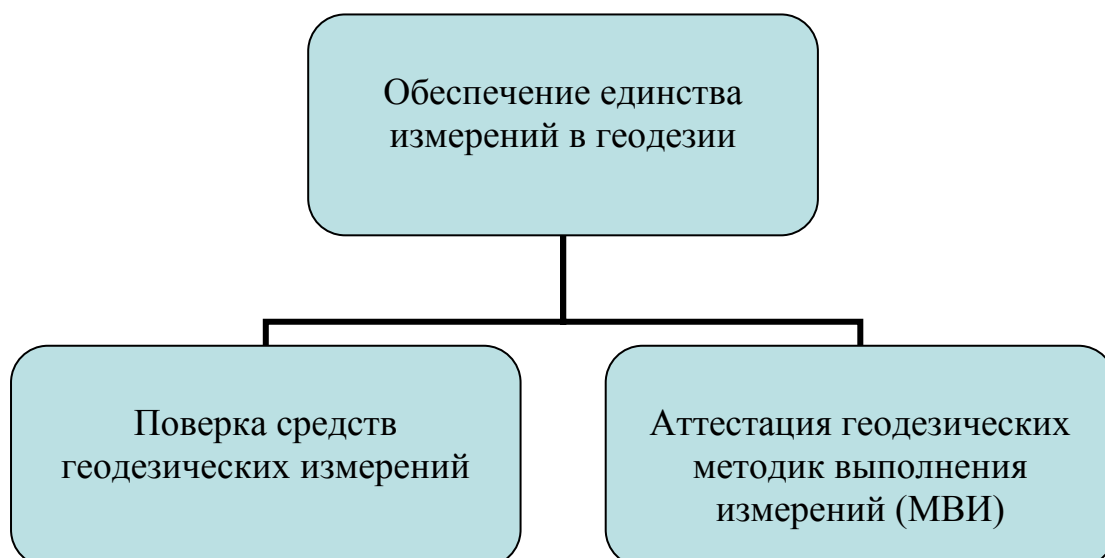 Обеспечение единства
измерений в геодезии
Поверка средств
геодезических измерений
Аттестация геодезических
методик выполнения
измерений (МВИ)